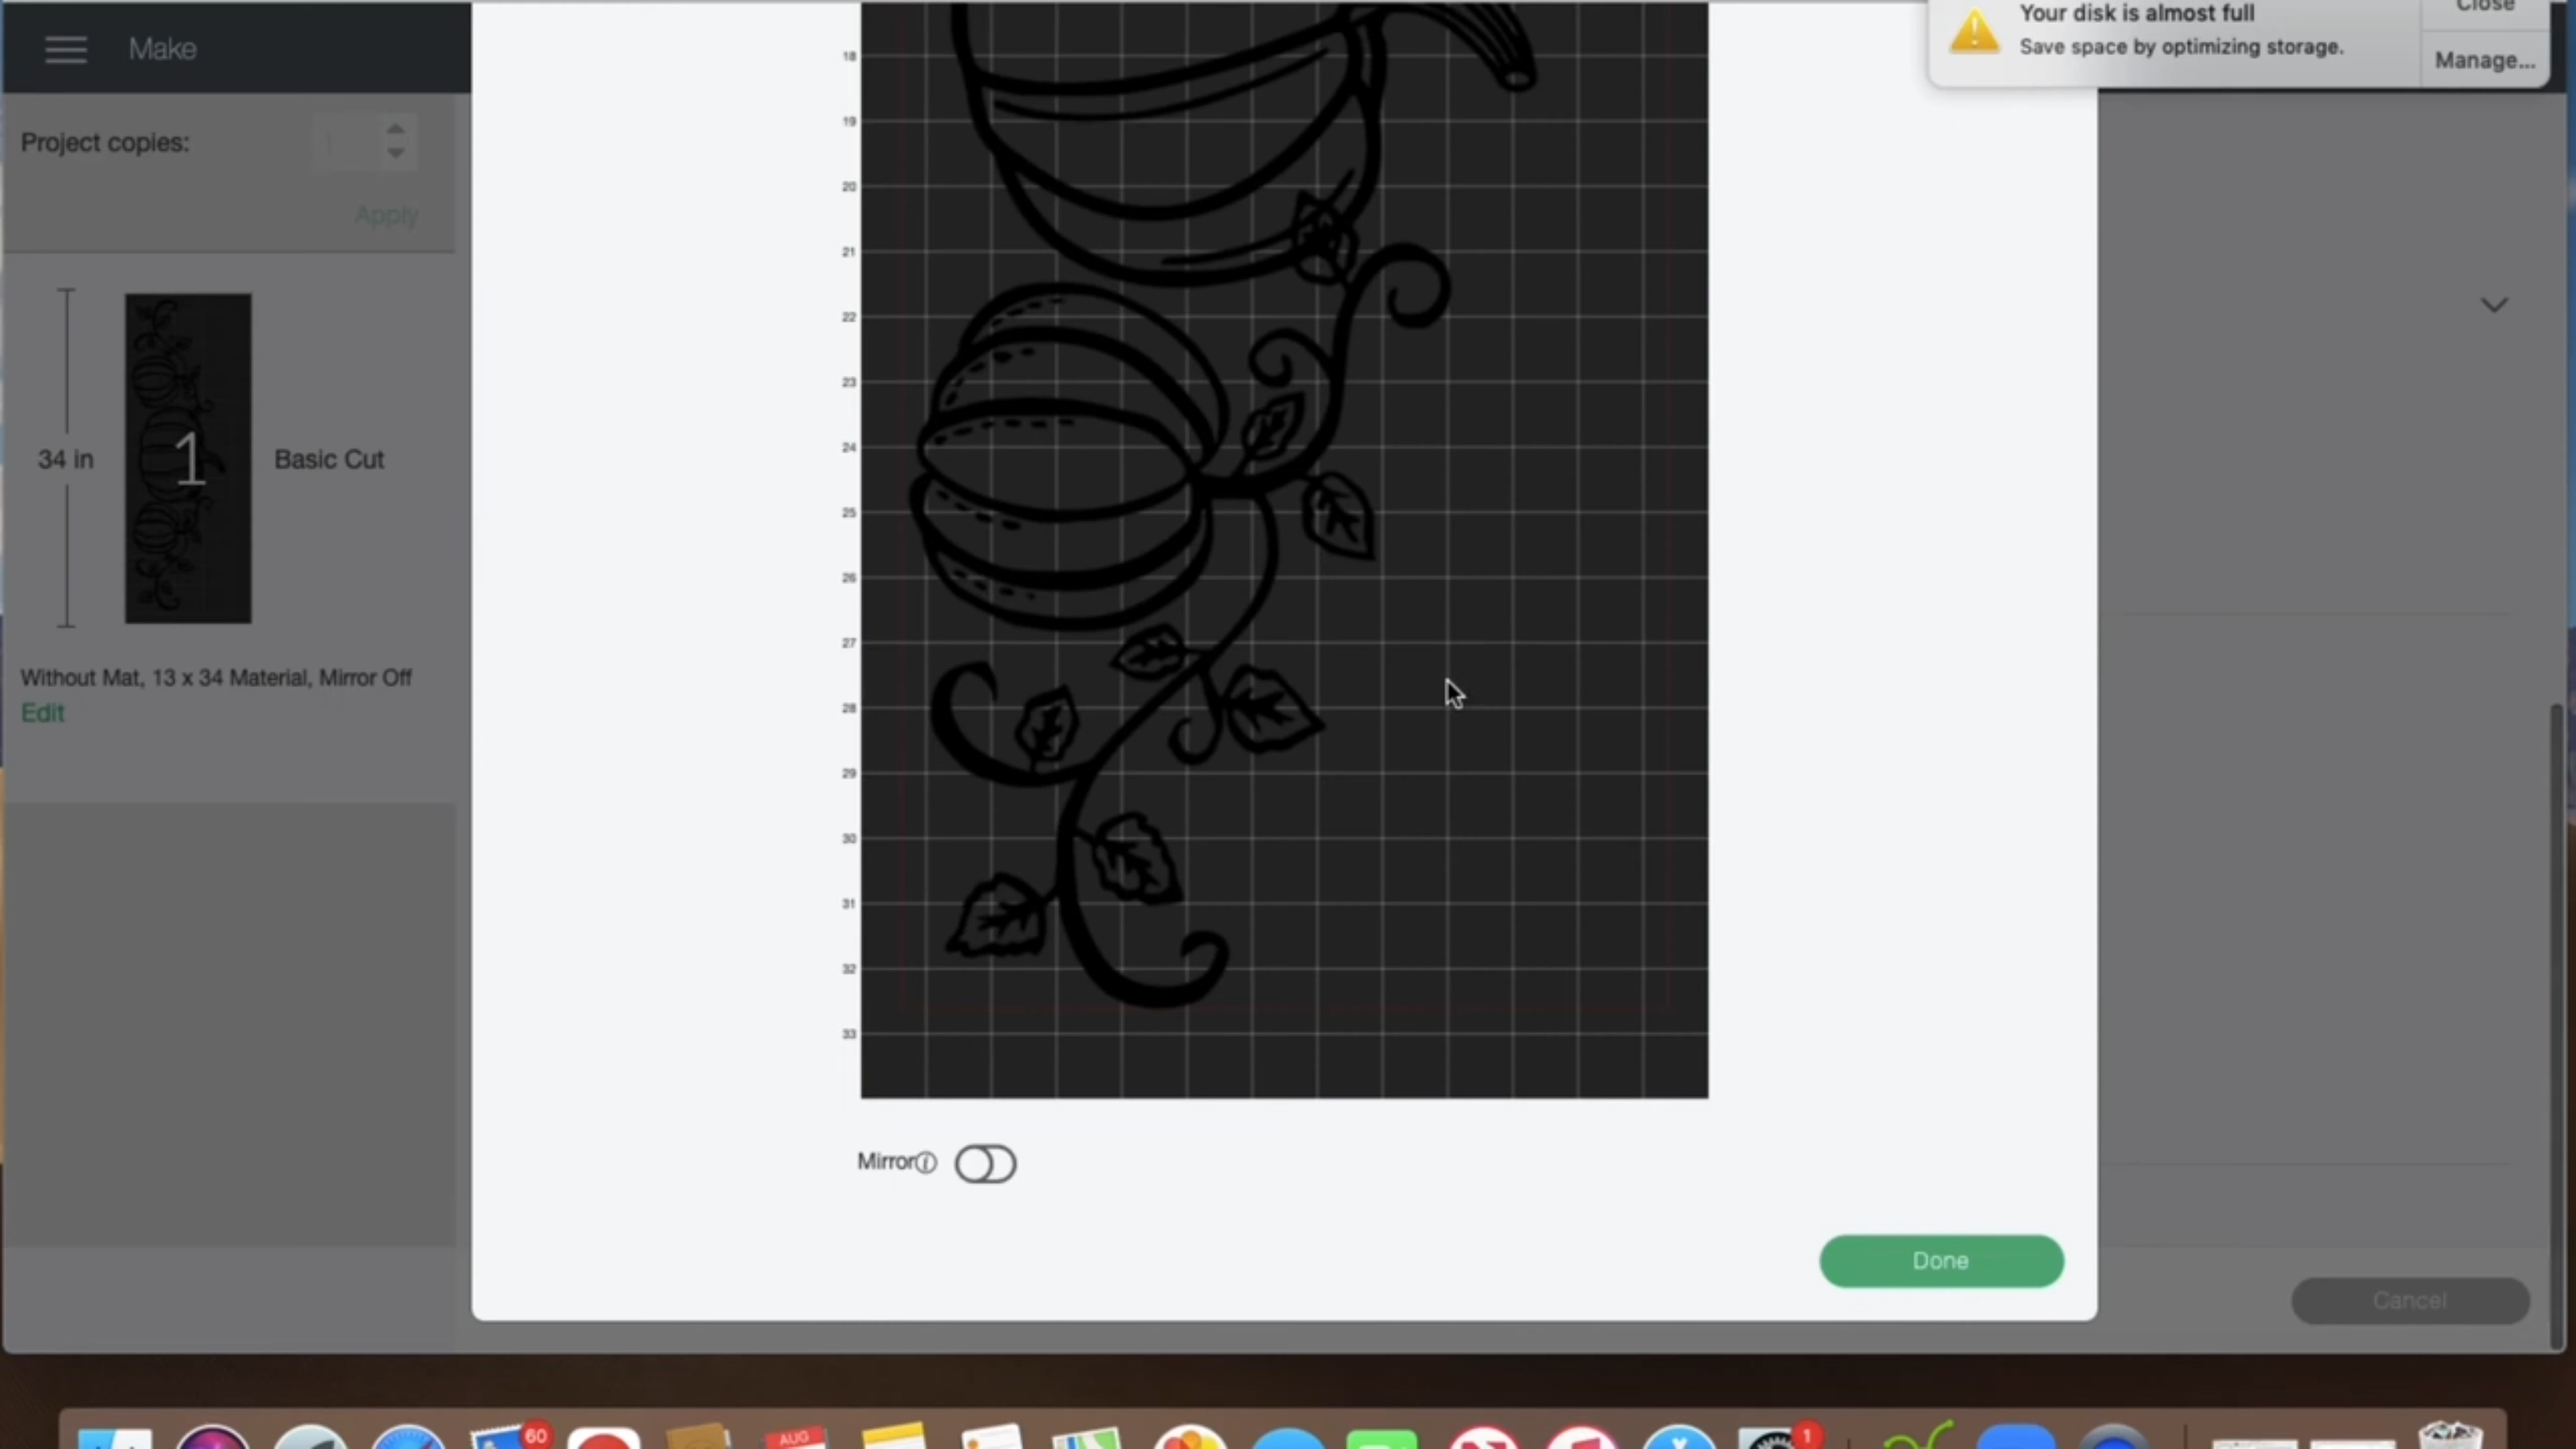 Make
Your disk is almost full
Save space by optimizing storage.
Close
Manage...
Project copies:
1
Apply
34 in
1
Basic Cut
Without Mat, 13 x 34 Material, Mirror Off
Edit
18
19
20
21
22
23
24
25
26
27
28
29
30
31
32
33
Mirror
Done
Cancel
60
AUG
1